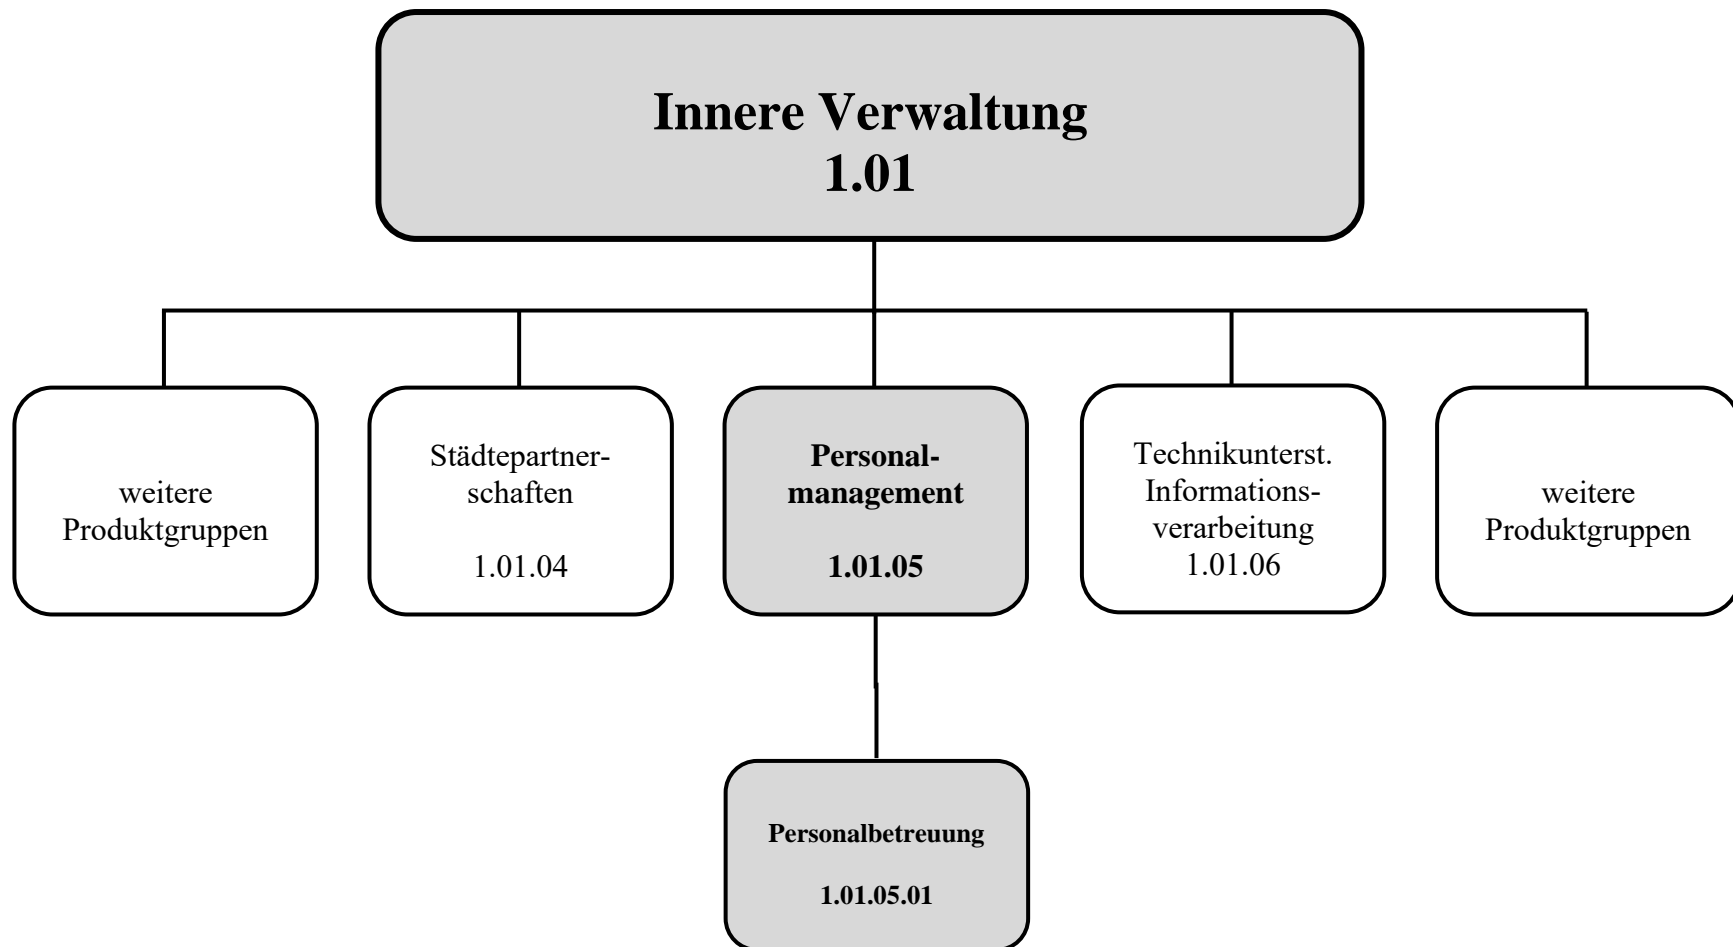 Innere Verwaltung
1.01
weitere
Produktgruppen
Städtepartner-
schaften
1.01.04
Personal-
management
1.01.05
Technikunterst.
Informations-
verarbeitung
1.01.06
weitere
Produktgruppen
Personalbetreuung
1.01.05.01